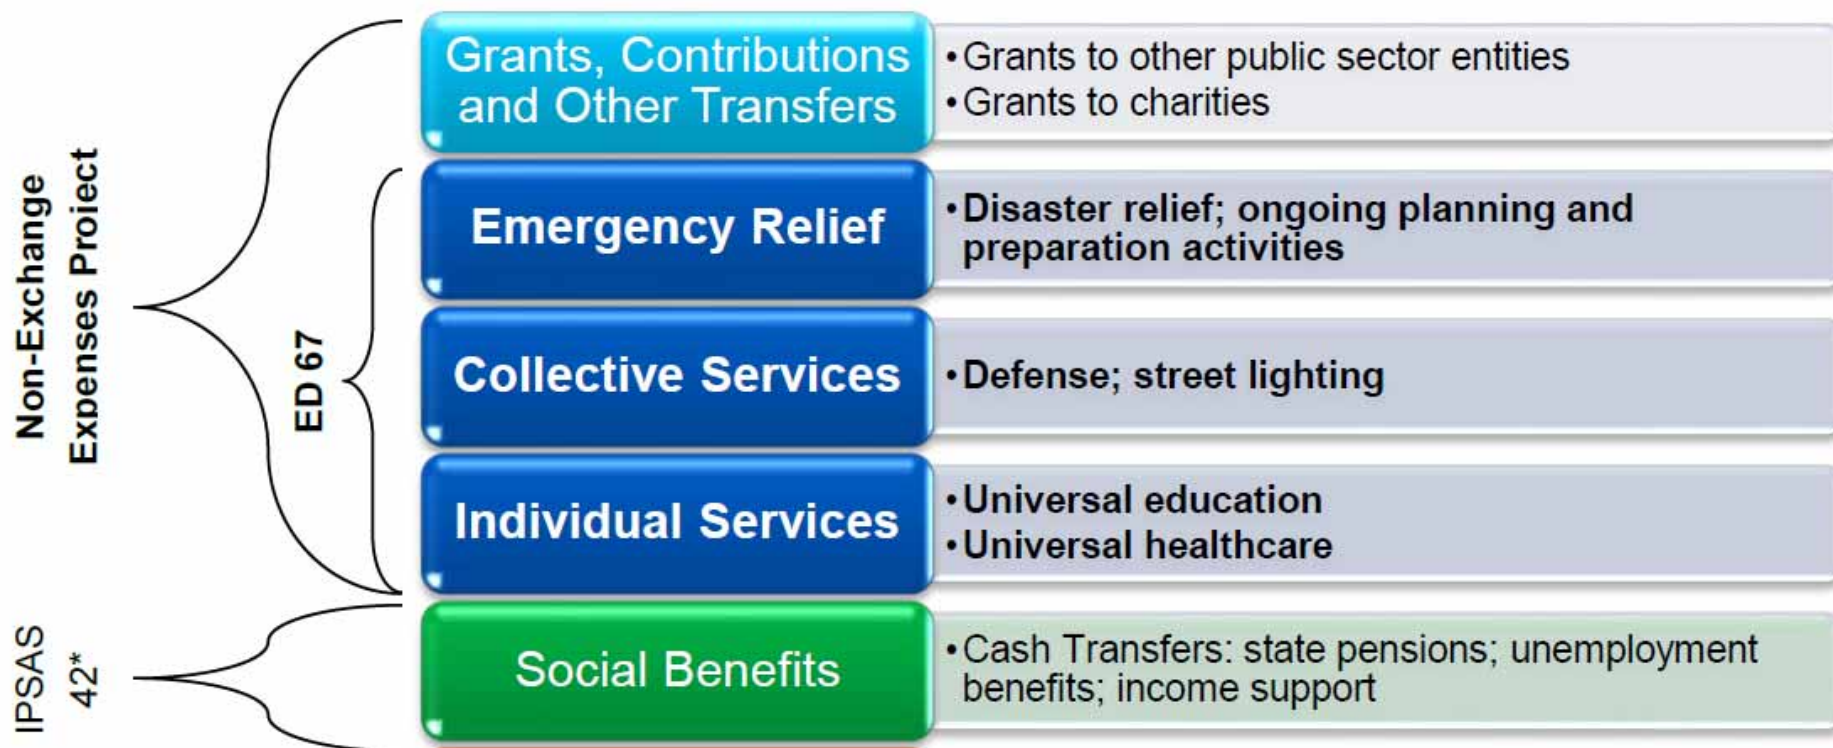 Non-Exchange
Expenses Project
ED 67
Grants, Contributions
and Other Transfers
•Grants to other public sector entities
•Grants to charities
Emergency Relief
•Disaster relief; ongoing planning and
preparation activities
Collective Services
•Defense; street lighting
Individual Services
•Universal education
•Universal healthcare
IPSAS
42*
Social Benefits
•Cash Transfers: state pensions; unemployment
benefits; income support